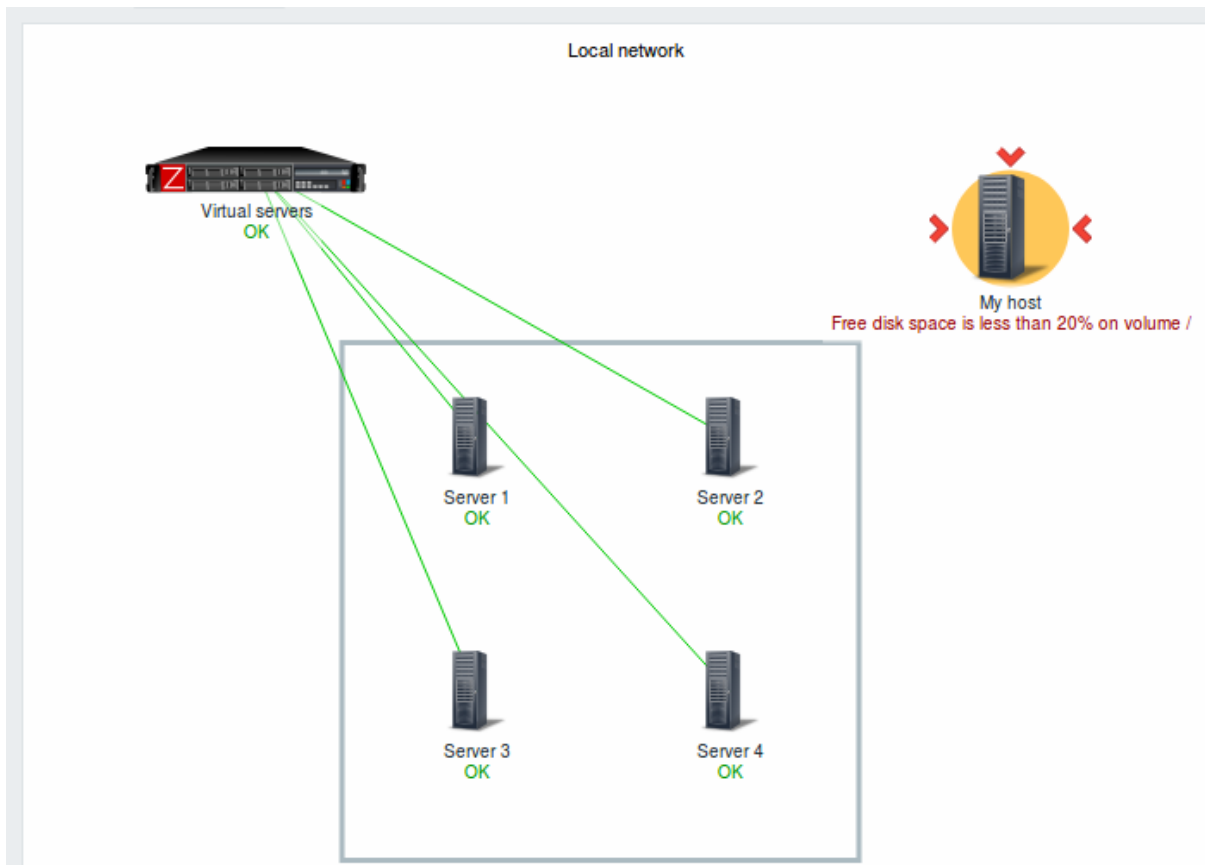 Local network
Z
Virtual servers
OK
My host
Free disk space is less than 20% on volume /
Server 1
OK
Server 2
OK
Server 3
OK
Server 4
OK